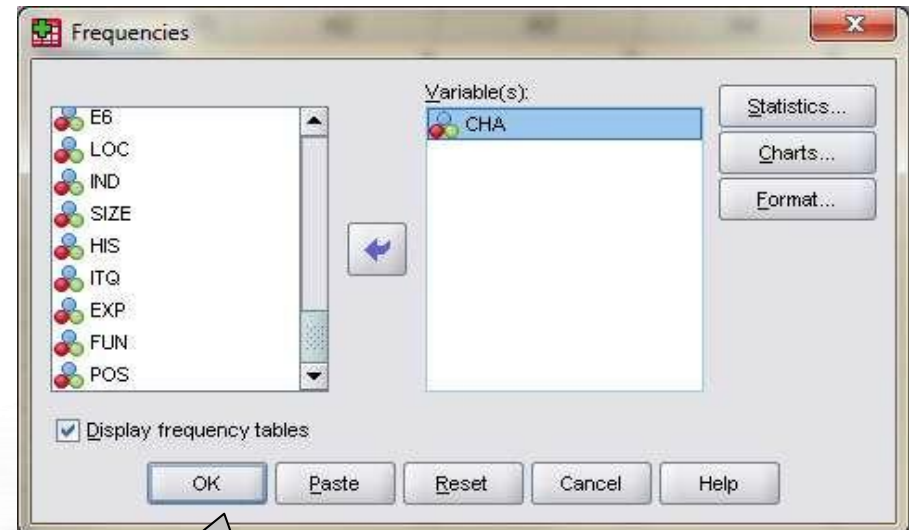 Frequencies
E6
LOC
IND
SIZE
HIS
ITQ
EXP
FUN
POS
Variable(s):
CHA
Statistics...
Charts...
Format...
Display frequency tables
OK Paste Reset Cancel Help